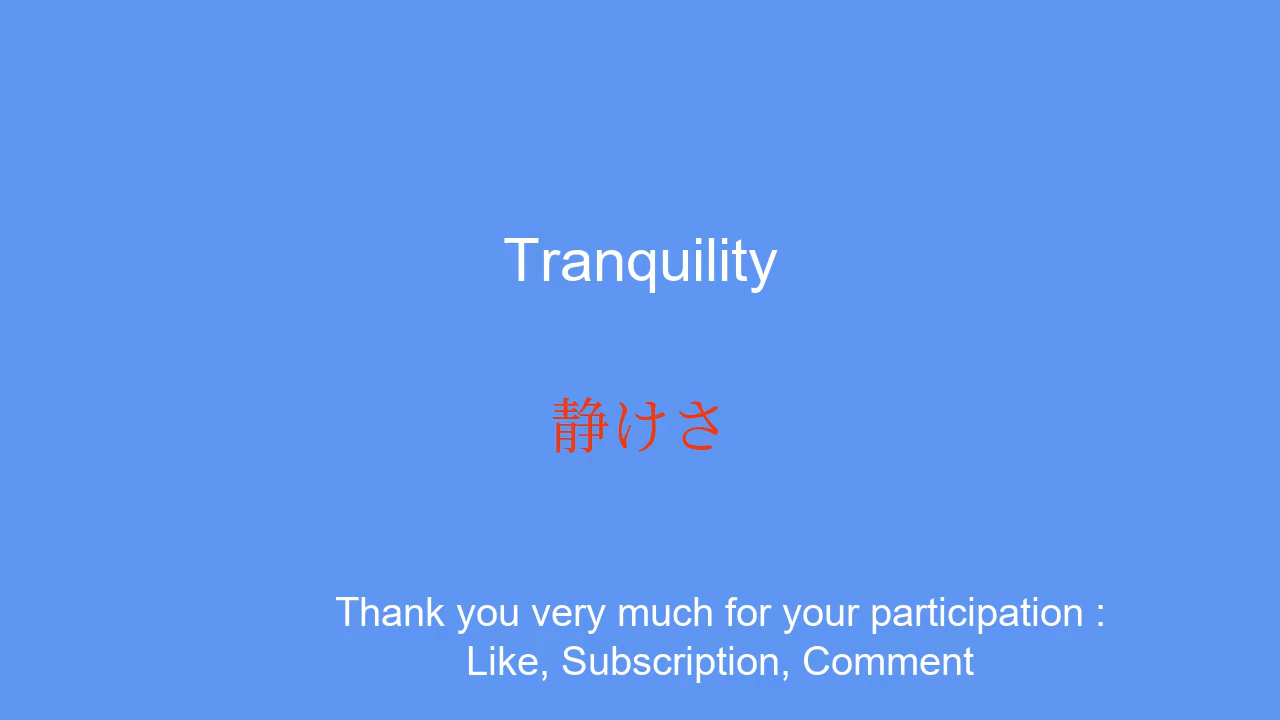 Tranquility
静けさ
Thank you very much for your participation :
Like, Subscription, Comment